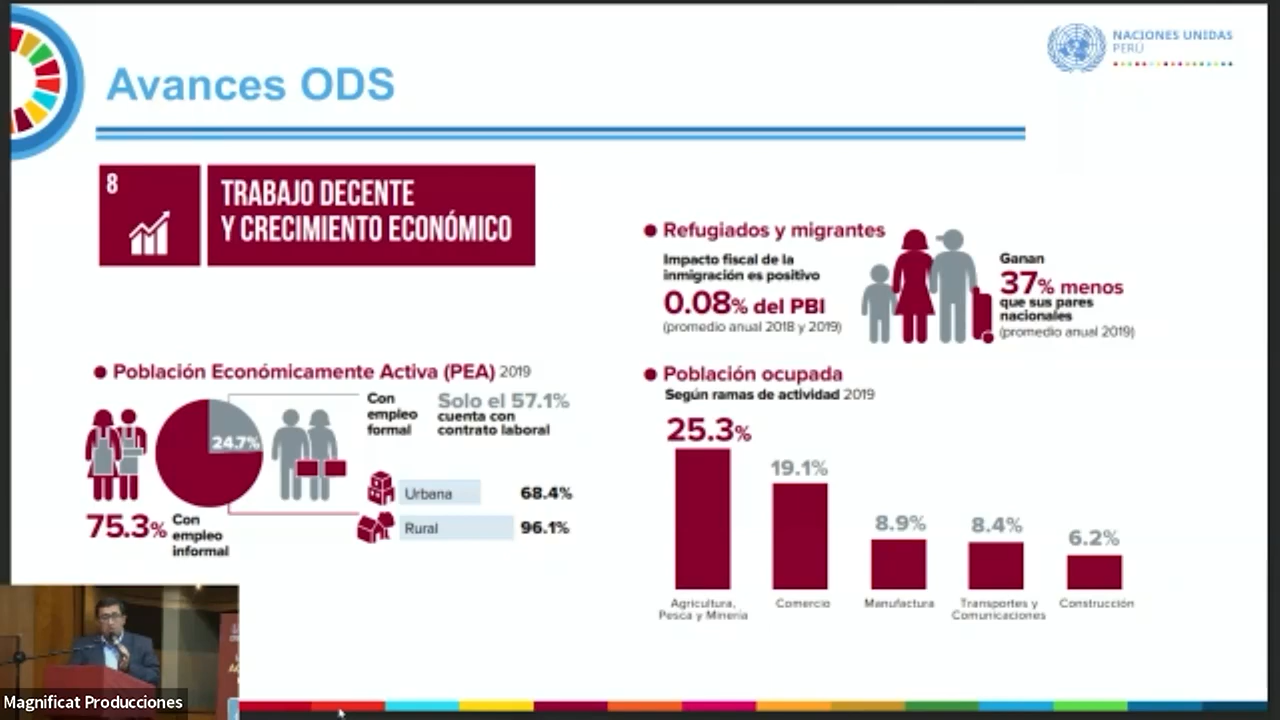 NACIONES UNIDAS
PERÚ
Avances ODS
8
TRABAJO DECENTE
Y CRECIMIENTO ECONÓMICO
Refugiados y migrantes
Impacto fiscal de la
inmigración es positivo
0.08% del PBI
(promedio anual 2018 y 2019)
Ganan
37% menos
que sus pares
nacionales
(promedio anual 2019)
Población Económicamente Activa (PEA) 2019
24.7%
Con
empleo
formal
Solo el 57.1%
cuenta con
contrato laboral
75.3% Con
empleo
informal
Urbana 68.4%
Rural 96.1%
Población ocupada
Según ramas de actividad 2019
25.3%
19.1%
8.9%
8.4%
6.2%
Agricultura,
Pesca y Minería
Comercio
Manufactura
Transportes y
Comunicaciones
Construcción
Magnificat Producciones